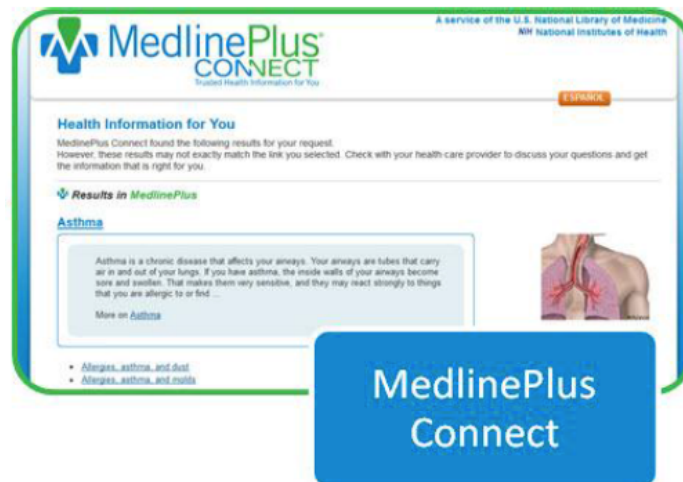 A service of the U.S. National Library of Medicine
NIH National Institutes of Health
MedlinePlus®
CONNECT
Trusted Health Information for You
ESPAÑOL
Health Information for You
MedlinePlus Connect found the following results for your request.
However, these results may not exactly match the link you selected. Check with your health care provider to discuss your questions and get
the information that is right for you.
Results in MedlinePlus
Asthma
Asthma is a chronic disease that affects your airways. Your airways are tubes that carry
air in and out of your lungs. If you have asthma, the inside walls of your airways become
sore and swollen. That makes them very sensitive, and they may react strongly to things
that you are allergic to or find ...
More on Asthma
• Allergies, asthma, and dust
• Allergies, asthma, and molds
MedlinePlus
Connect